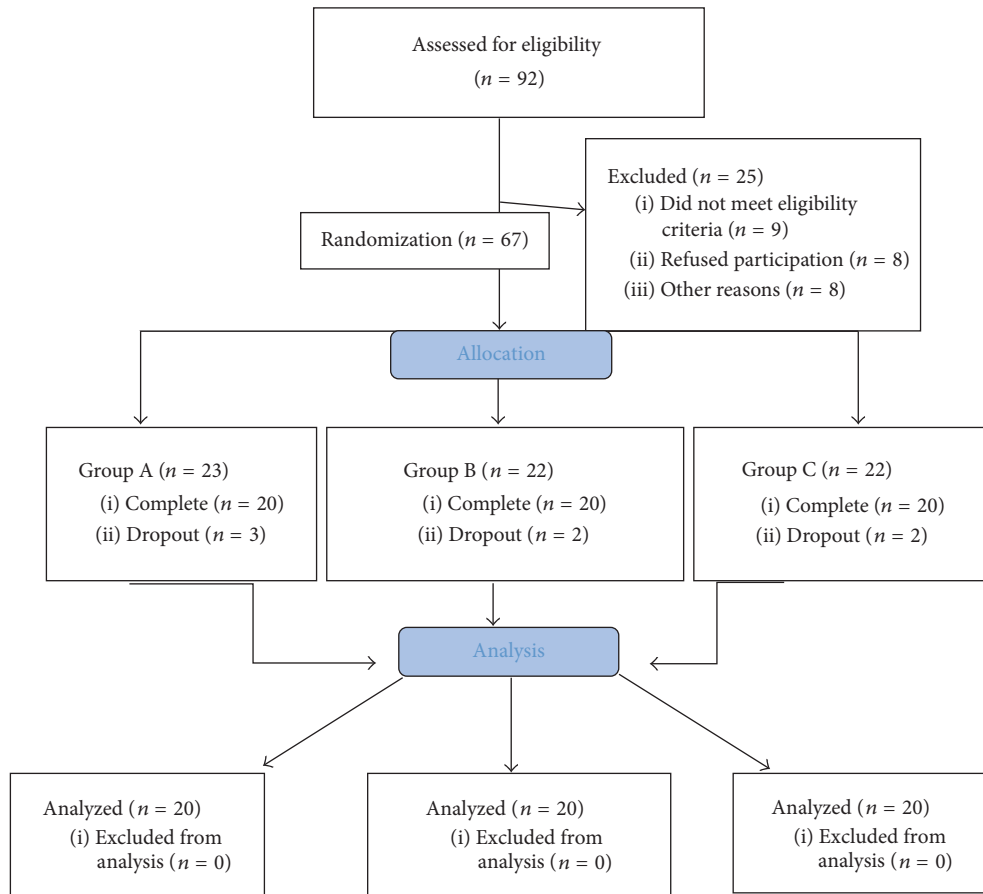 Assessed for eligibility
(n = 92)
Excluded (n = 25)
(i) Did not meet eligibility
criteria (n = 9)
(ii) Refused participation (n = 8)
(iii) Other reasons (n = 8)
Randomization (n = 67)
Allocation
Group A (n = 23)
(i) Complete (n = 20)
(ii) Dropout (n = 3)
Group B (n = 22)
(i) Complete (n = 20)
(ii) Dropout (n = 2)
Group C (n = 22)
(i) Complete (n = 20)
(ii) Dropout (n = 2)
Analysis
Analyzed (n = 20)
(i) Excluded from
analysis (n = 0)
Analyzed (n = 20)
(i) Excluded from
analysis (n = 0)
Analyzed (n = 20)
(i) Excluded from
analysis (n = 0)